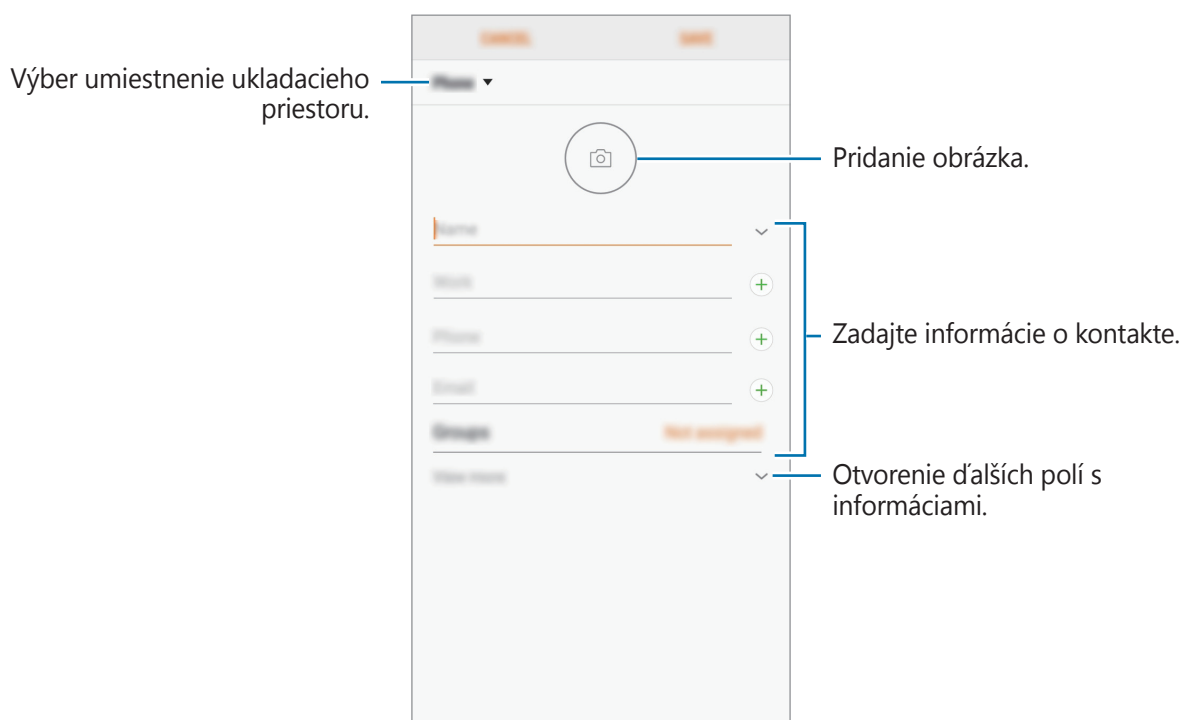 CANCEL
SAVE
Výber umiestnenie ukladacieho
priestoru.
Phone
Pridanie obrázka.
Name
Work
Phone
Zadajte informácie o kontakte.
Email
Groups
Not assigned
View more
Otvorenie ďalších polí s
informáciami.